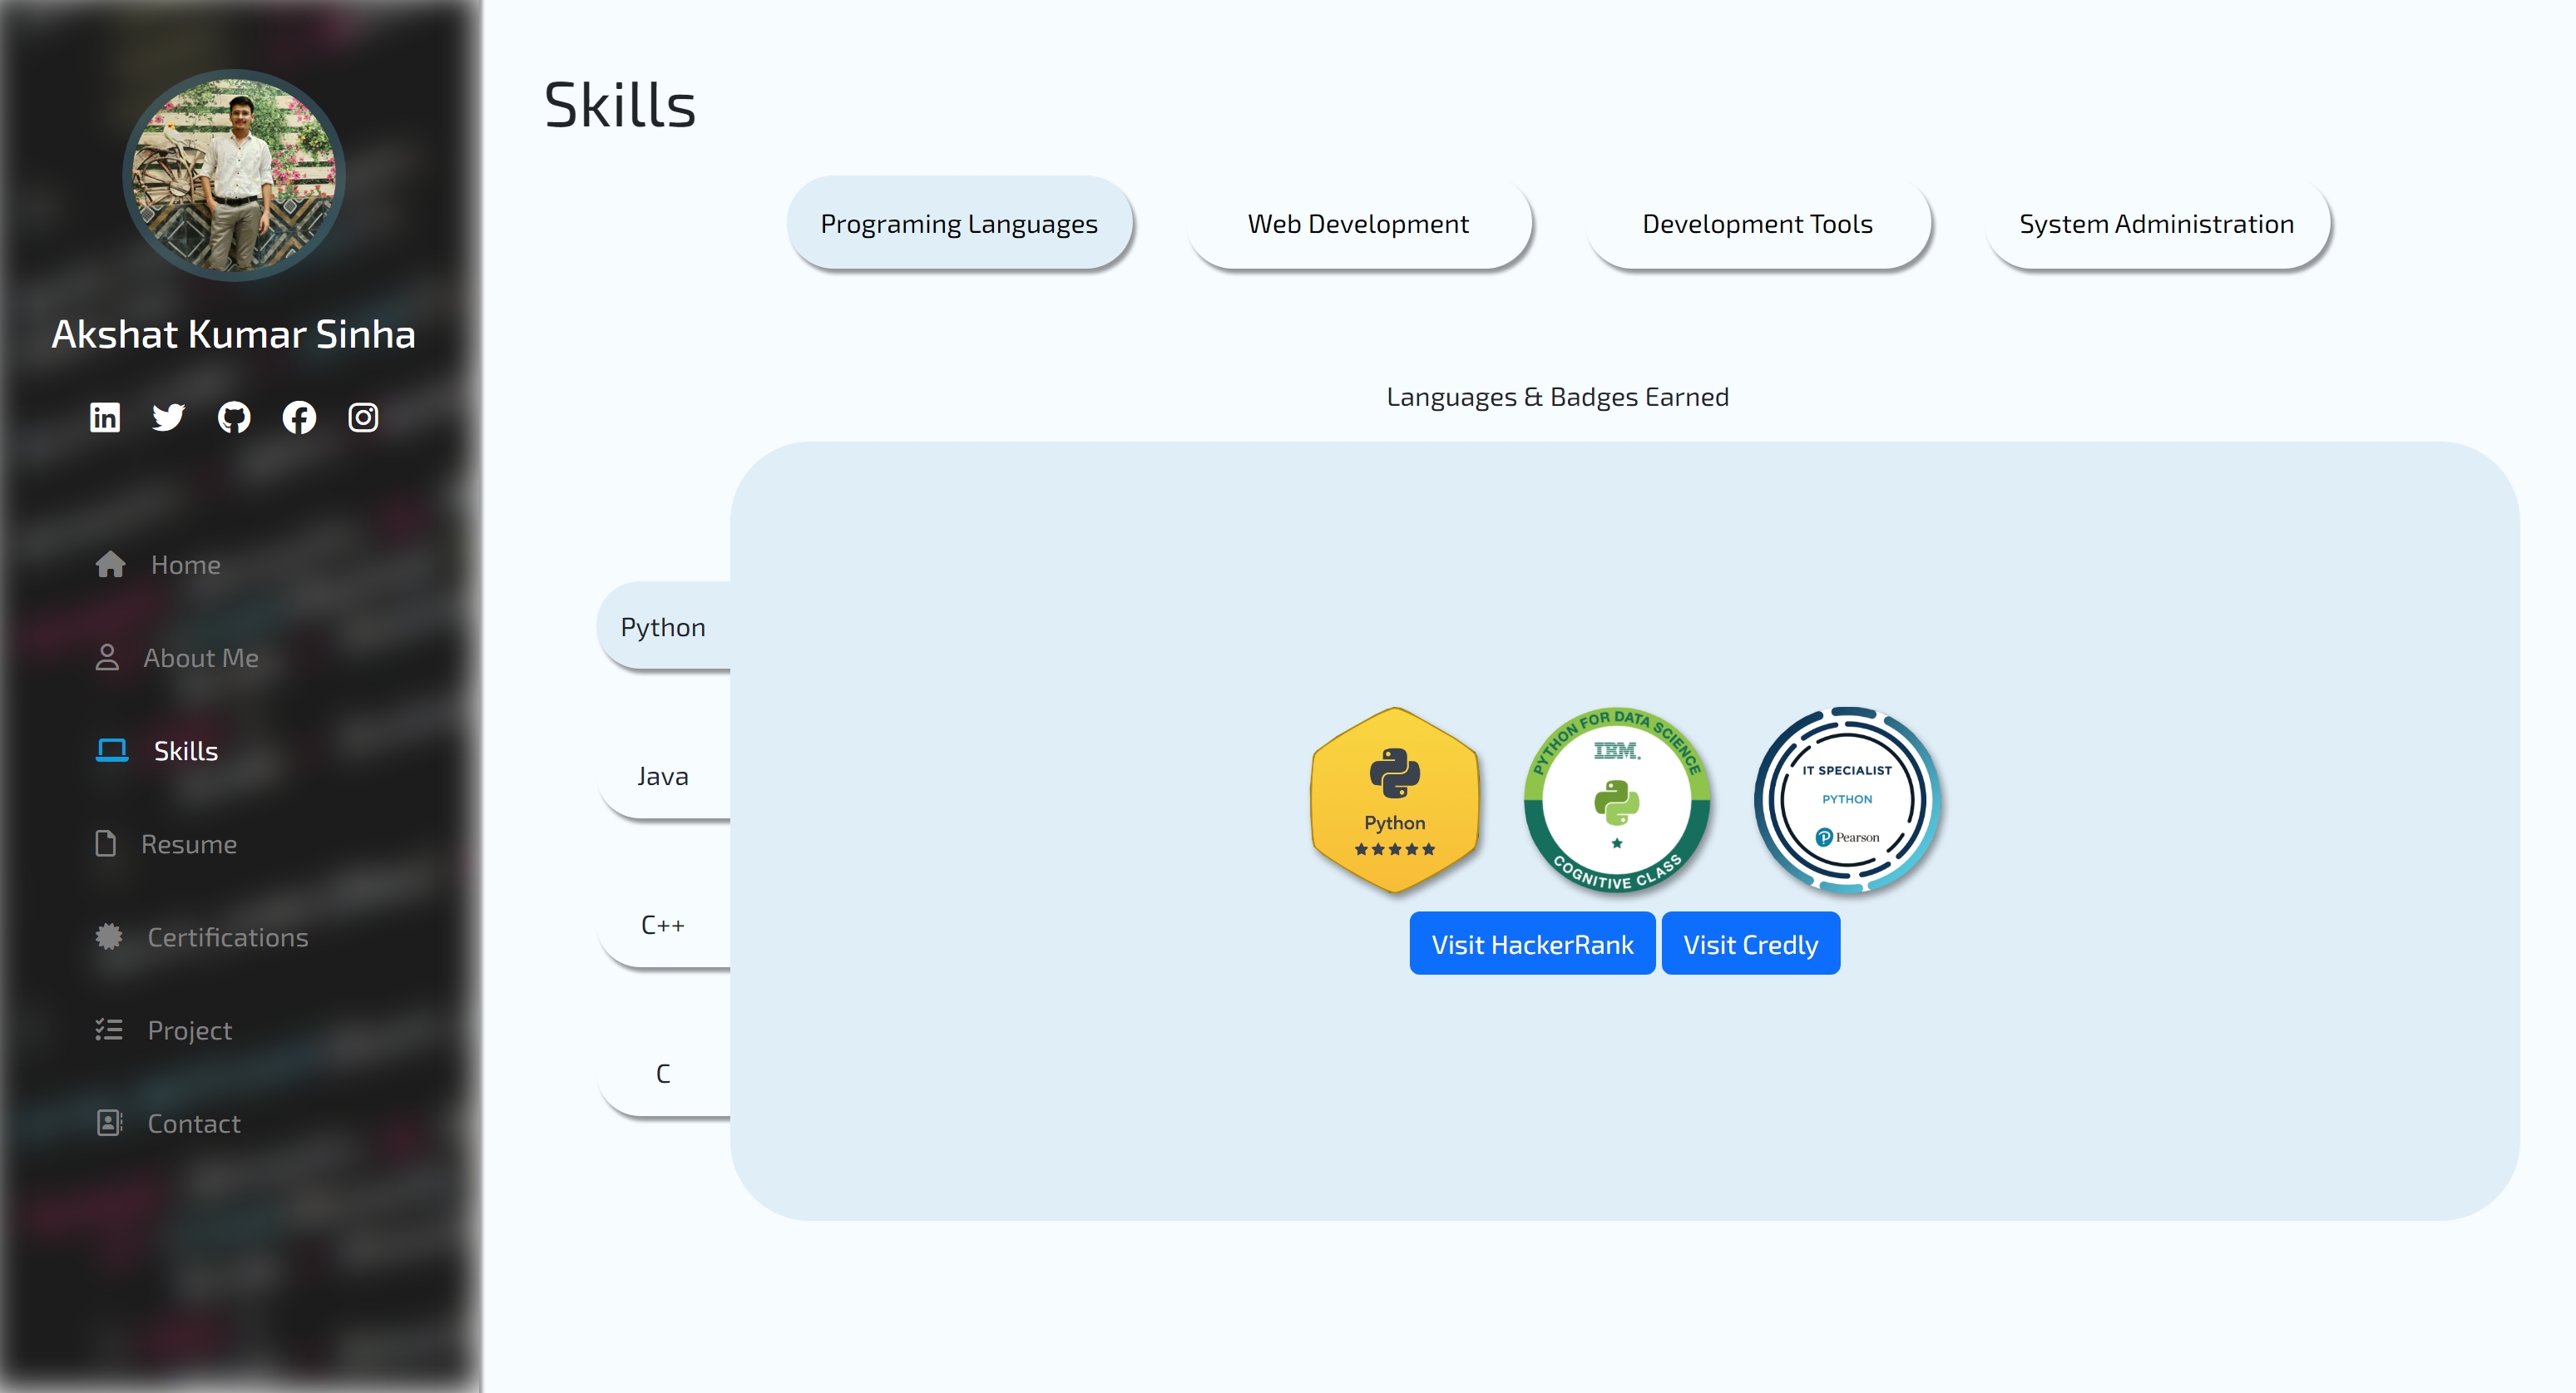 Akshat Kumar Sinha
Home
About Me
Skills
Resume
Certifications
Project
Contact
Skills
Programing Languages
Web Development
Development Tools
System Administration
Languages & Badges Earned
Python
Java
C++
C
Python
PYTHON FOR DATA SCIENCE
IBM.
COGNITIVE CLASS
IT SPECIALIST
PYTHON
Pearson
Visit HackerRank
Visit Credly